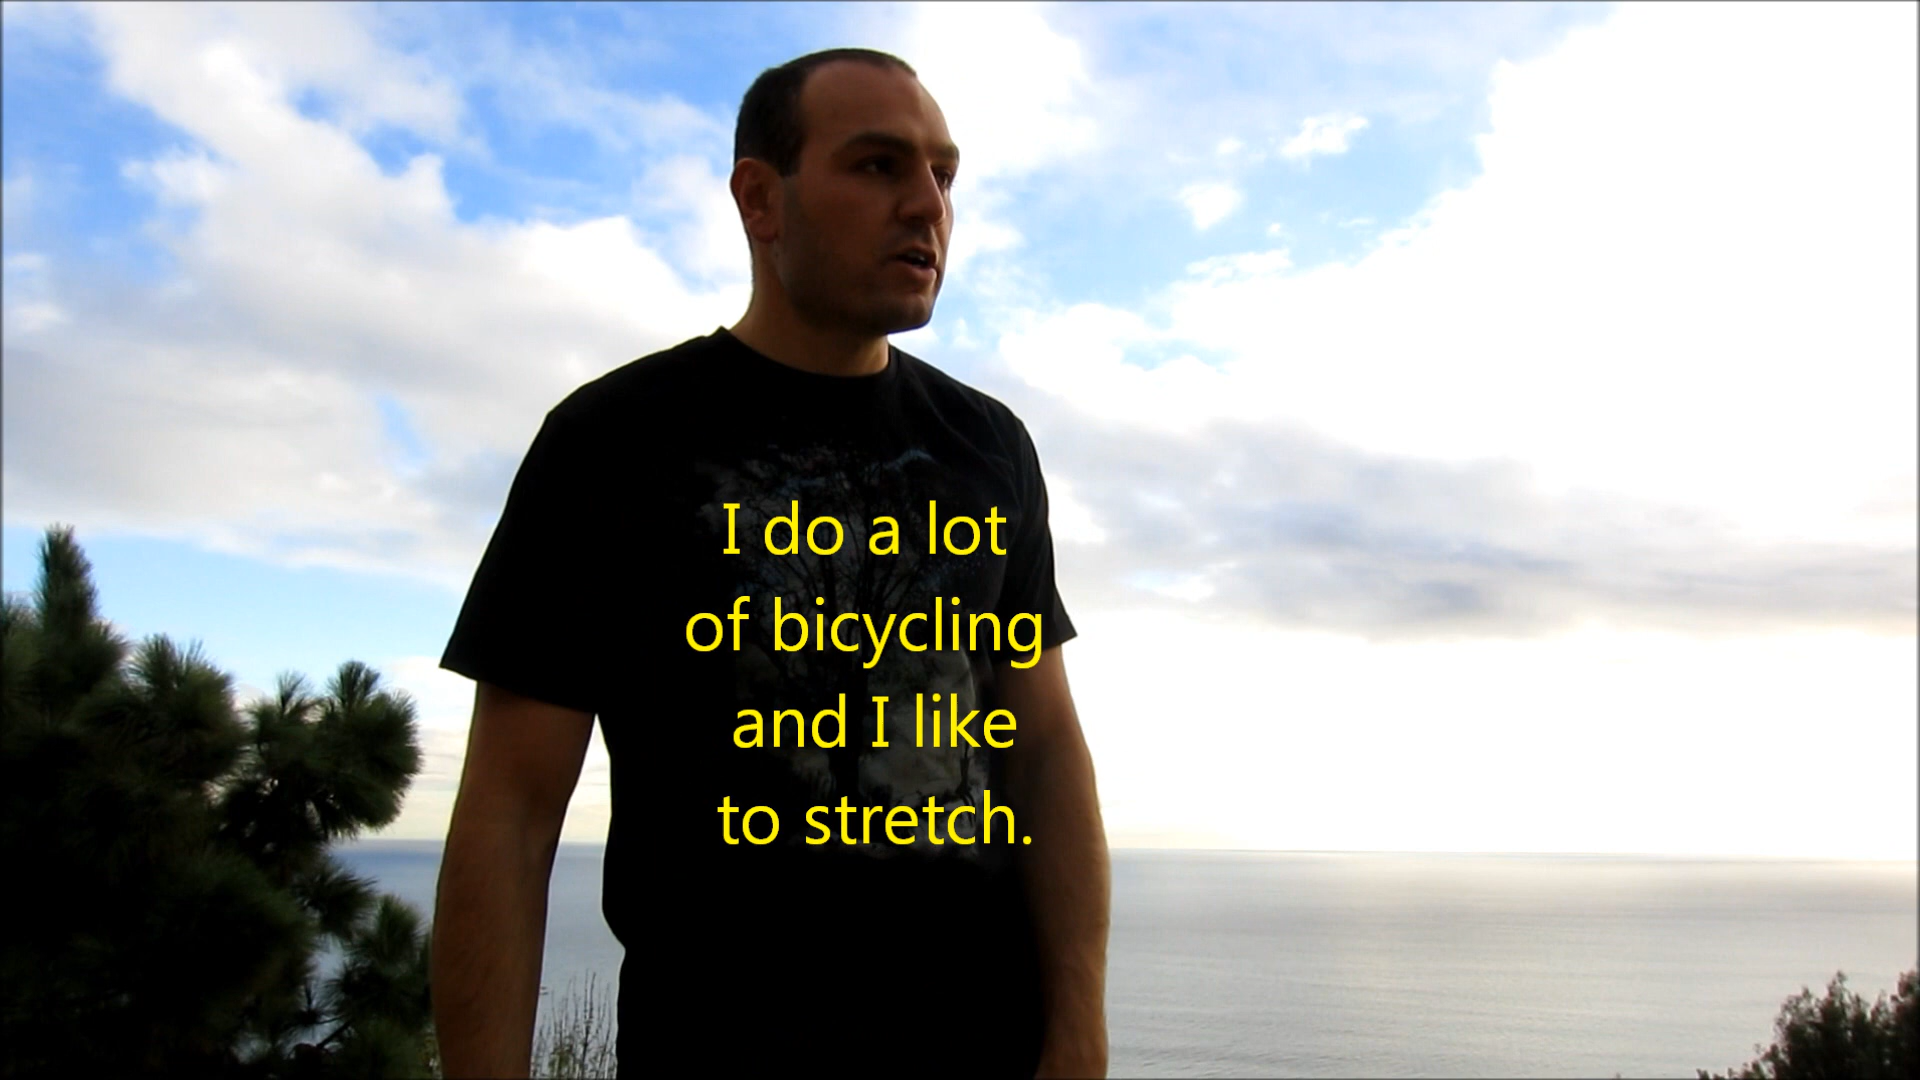 I do a lot
of bicycling
and I like
to stretch.